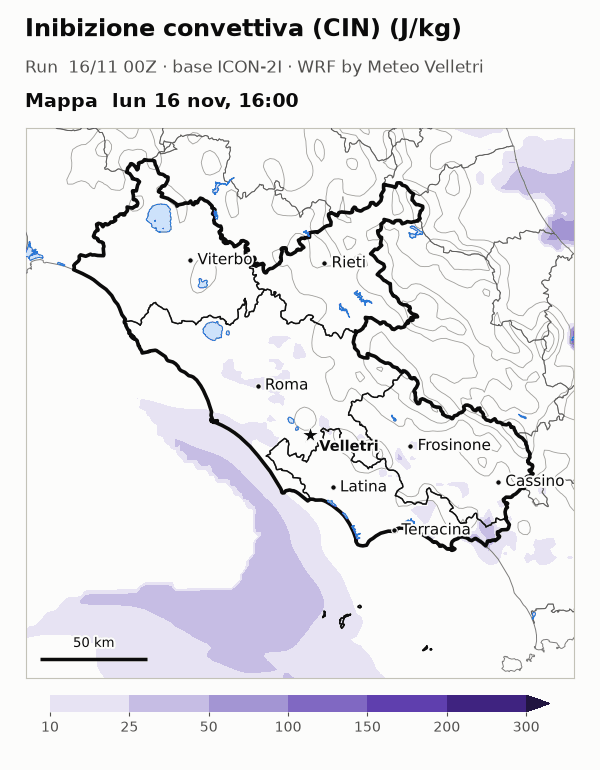 Inibizione convettiva (CIN) (J/kg)
Run  16/11 00Z · base ICON-2I · WRF by Meteo Velletri
Mappa  lun 16 nov, 16:00
Viterbo
Rieti
Roma
Velletri
Frosinone
Cassino
Latina
Terracina
50 km
10 25 50 100 150 200 300